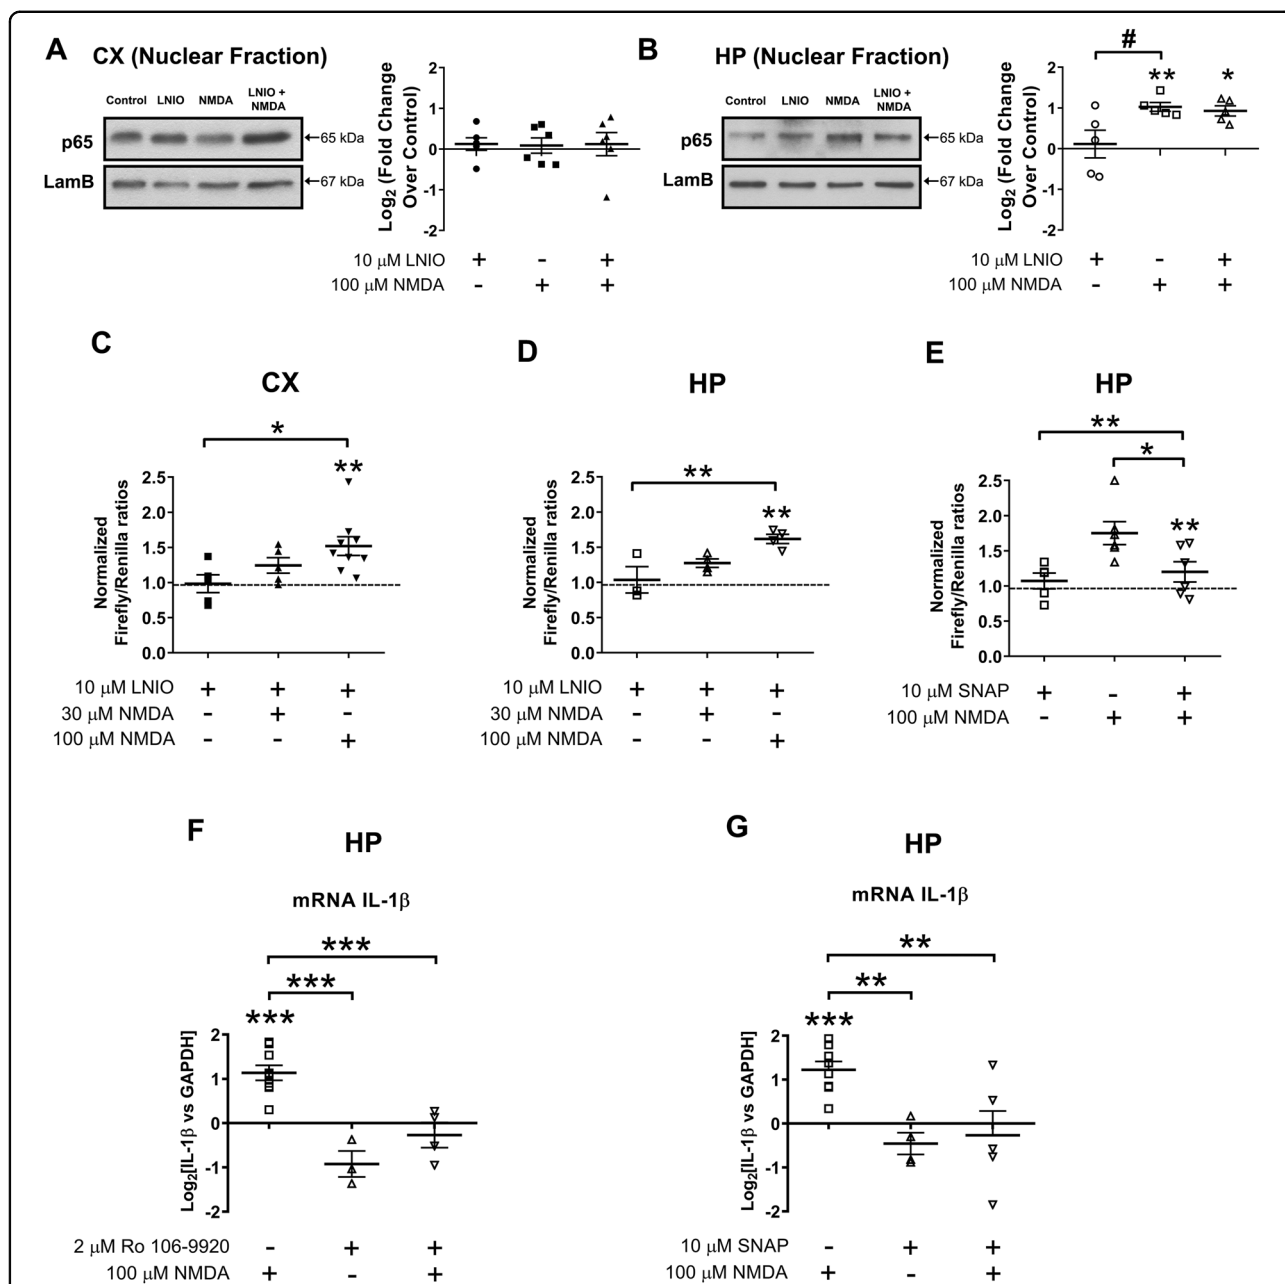 A CX (Nuclear Fraction)
Control LNIO NMDA LNIO + NMDA
p65 ←65 kDa
LamB ←67 kDa
Log2 (Fold Change Over Control)
2
1
0
-1
-2
10 μM LNIO + - +
100 μM NMDA - + +
B HP (Nuclear Fraction)
Control LNIO NMDA LNIO + NMDA
p65 ←65 kDa
LamB ←67 kDa
Log2 (Fold Change Over Control)
2
1
0
-1
-2
#
** *
10 μM LNIO + - +
100 μM NMDA - + +
C
CX
*
**
Normalized Firefly/Renilla ratios
2.5
2.0
1.5
1.0
0.5
0.0
10 μM LNIO + + +
30 μM NMDA - + -
100 μM NMDA - - +
D
HP
**
**
Normalized Firefly/Renilla ratios
2.5
2.0
1.5
1.0
0.5
0.0
10 μM LNIO + + +
30 μM NMDA - + -
100 μM NMDA - - +
E
HP
**
*
**
Normalized Firefly/Renilla ratios
2.5
2.0
1.5
1.0
0.5
0.0
10 μM SNAP + - +
100 μM NMDA - + +
F
HP
mRNA IL-1β
***
***
***
Log2[IL-1β vs GAPDH]
2
1
0
-1
-2
2 μM Ro 106-9920 - + +
100 μM NMDA + - +
G
HP
mRNA IL-1β
**
**
***
Log2[IL-1β vs GAPDH]
2
1
0
-1
-2
10 μM SNAP - + +
100 μM NMDA + - +